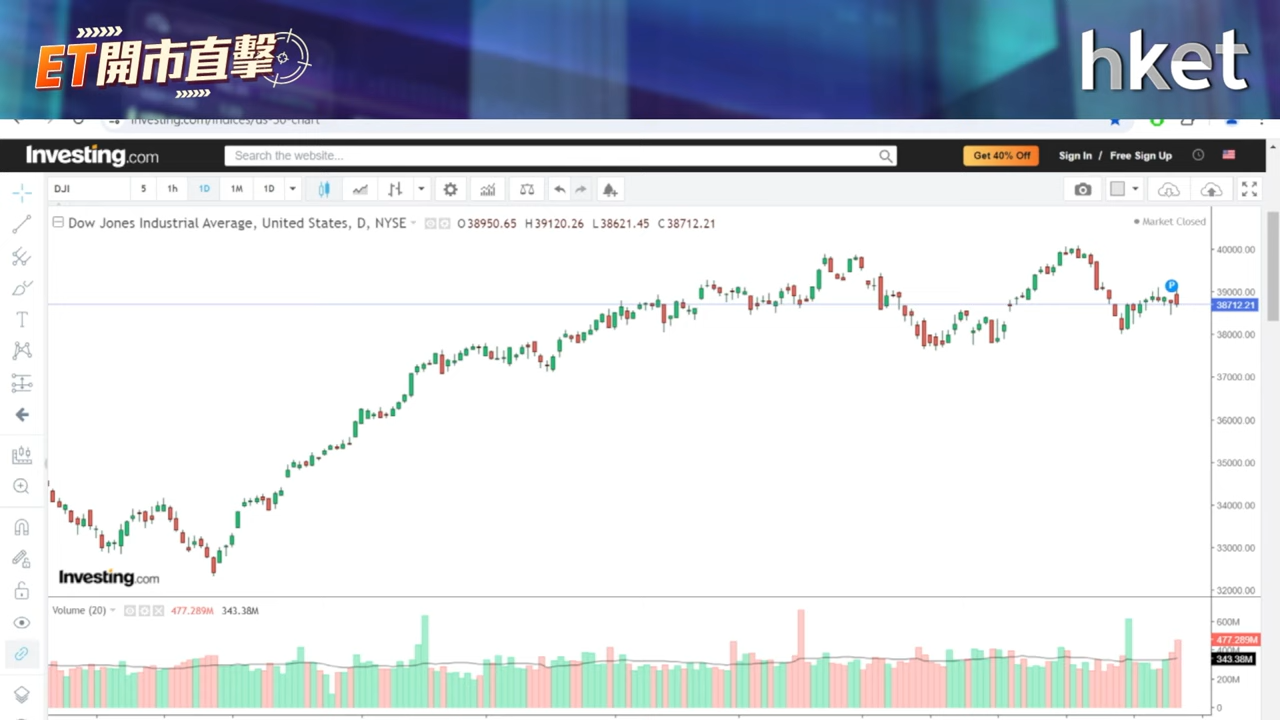 ET開市直擊
hket
investing.com/indices/us-30-chart
Investing.com
Search the website...
Get 40% Off
Sign In / Free Sign Up
DJI
5
1h
1D
1M
1D
Dow Jones Industrial Average, United States, D, NYSE
O38950.65 H39120.26 L38621.45 C38712.21
Market Closed
40000.00
39000.00
38712.21
38000.00
37000.00
36000.00
35000.00
34000.00
33000.00
32000.00
P
Investing.com
Volume (20)
477.289M
343.38M
600M
477.289M
400M
343.38M
200M
0